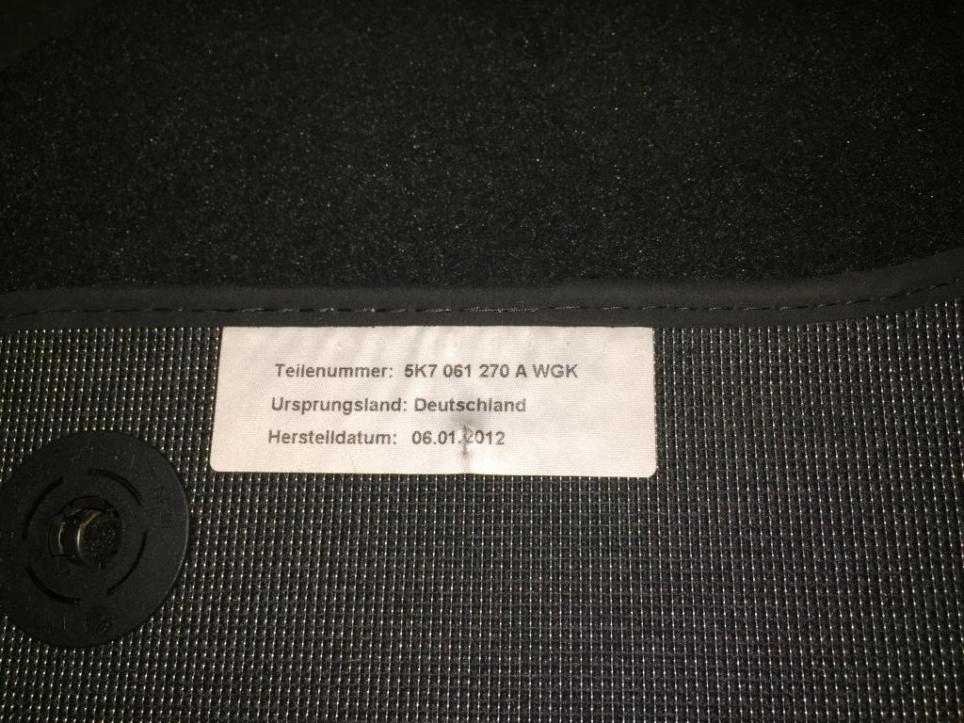 Teilenummer: 5K7 061 270 A WGK
Ursprungsland: Deutschland
Herstelldatum: 06.01.2012